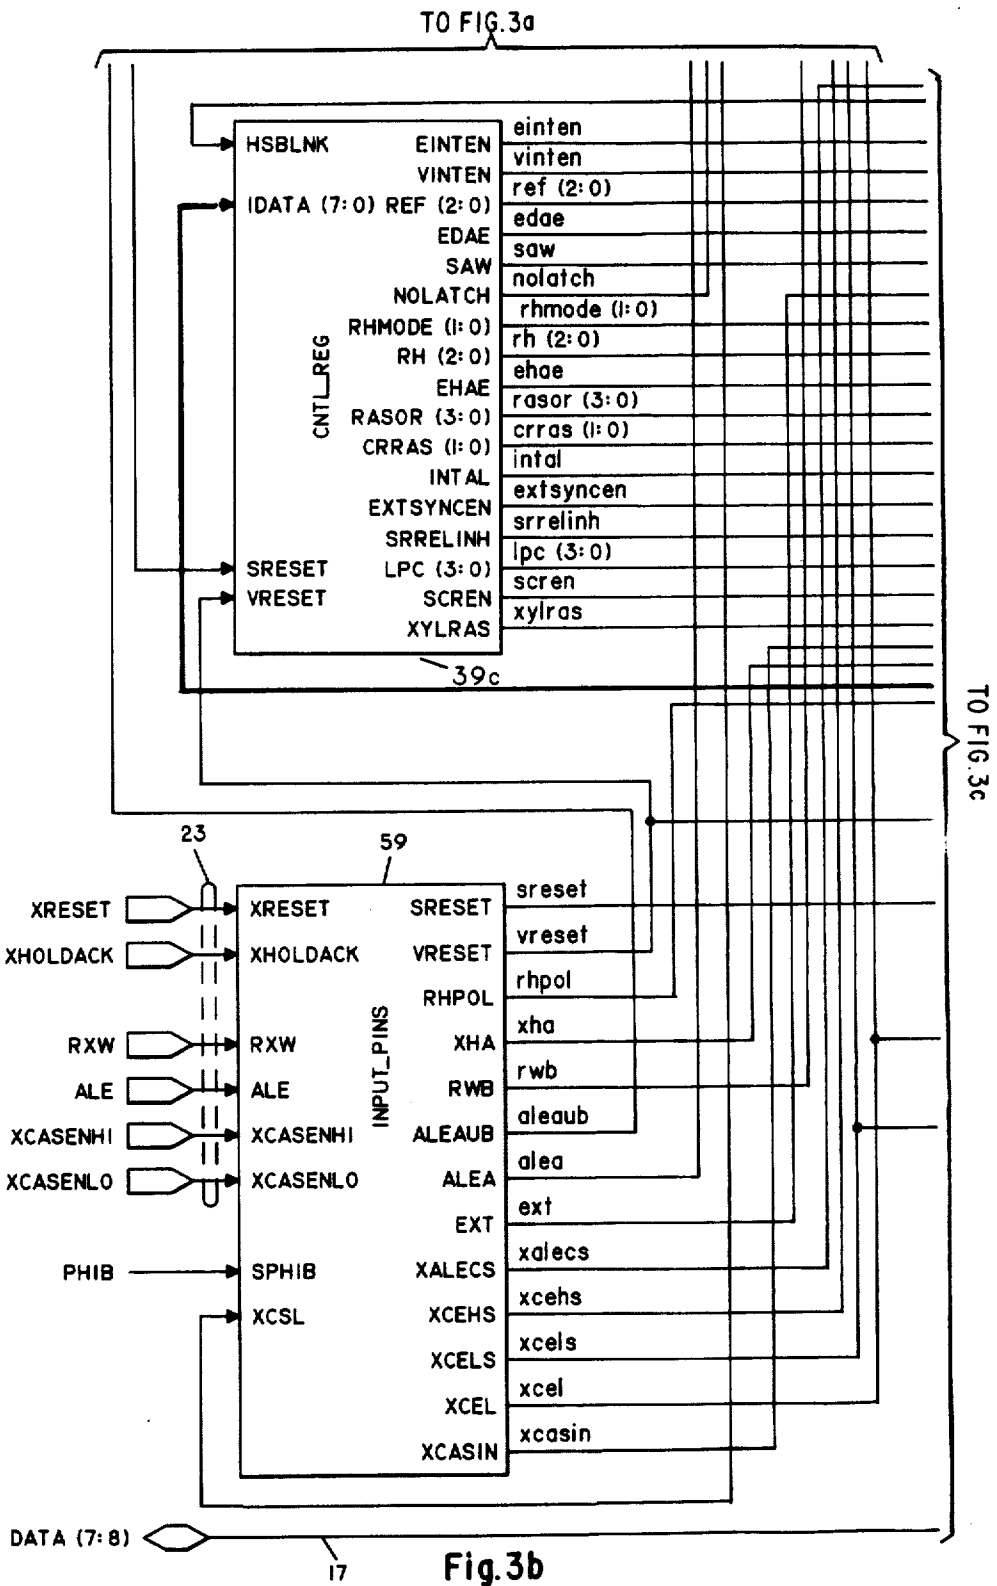 TO FIG.3a
HSBLNK EINTEN einten
VINTEN vinten
IDATA (7:0) REF (2:0) ref (2:0)
EDAE edae
SAW saw
NOLATCH nolatch
RHMODE (1:0) rhmode (1:0)
RH (2:0) rh (2:0)
EHAE ehae
RASOR (3:0) rasor (3:0)
CRRAS (1:0) crras (1:0)
INTAL intal
EXTSYNCEN extsyncen
SRRELINH srrelinh
SRESET LPC (3:0) lpc (3:0)
VRESET SCREN scren
XYLRAS xylras
CNTL_REG
39c
TO FIG.3c
23
59
XRESET XRESET SRESET sreset
XHOLDACK XHOLDACK VRESET vreset
RHPOL rhpol
RXW RXW XHA xha
ALE ALE RWB rwb
XCASENHI XCASENHI ALEAUB aleaub
XCASENLO XCASENLO ALEA alea
EXT ext
PHIB SPHIB XALECS xalecs
XCSL XCEHS xcehs
XCELS xcels
XCEL xcel
XCASIN xcasin
INPUT_PINS
DATA (7:8)
17
Fig.3b